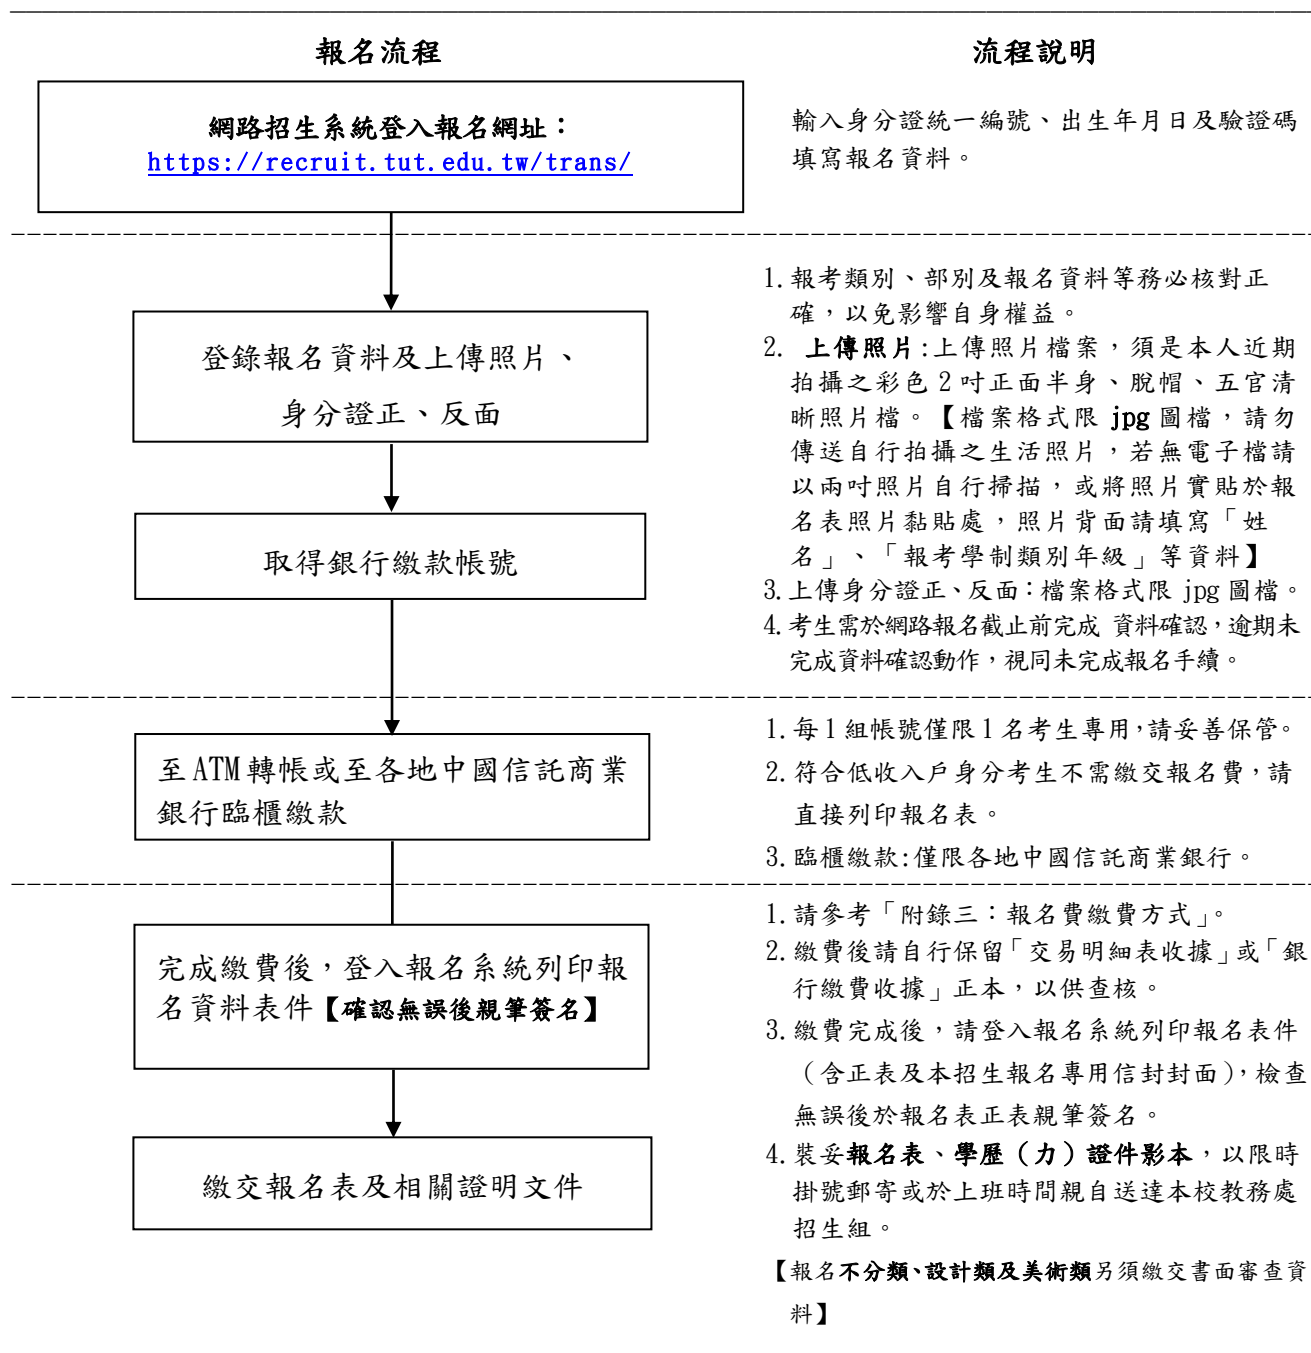 報名流程
流程說明
網路招生系統登入報名網址：
https://recruit.tut.edu.tw/trans/
輸入身分證統一編號、出生年月日及驗證碼
填寫報名資料。
登錄報名資料及上傳照片、
身分證正、反面
取得銀行繳款帳號
1.報考類別、部別及報名資料等務必核對正
確，以免影響自身權益。
2. 上傳照片:上傳照片檔案，須是本人近期
拍攝之彩色 2 吋正面半身、脫帽、五官清
晰照片檔。【檔案格式限 jpg 圖檔，請勿
傳送自行拍攝之生活照片，若無電子檔請
以兩吋照片自行掃描，或將照片實貼於報
名表照片黏貼處，照片背面請填寫「姓
名」、「報考學制類別年級」等資料】
3.上傳身分證正、反面：檔案格式限 jpg 圖檔。
4.考生需於網路報名截止前完成 資料確認，逾期未
完成資料確認動作，視同未完成報名手續。
至 ATM 轉帳或至各地中國信託商業
銀行臨櫃繳款
1.每 1 組帳號僅限 1 名考生專用，請妥善保管。
2.符合低收入戶身分考生不需繳交報名費，請
直接列印報名表。
3.臨櫃繳款:僅限各地中國信託商業銀行。
完成繳費後，登入報名系統列印報
名資料表件【確認無誤後親筆簽名】
繳交報名表及相關證明文件
1.請參考「附錄三：報名費繳費方式」。
2.繳費後請自行保留「交易明細表收據」或「銀
行繳費收據」正本，以供查核。
3.繳費完成後，請登入報名系統列印報名表件
（含正表及本招生報名專用信封封面），檢查
無誤後於報名表正表親筆簽名。
4.裝妥報名表、學歷（力）證件影本，以限時
掛號郵寄或於上班時間親自送達本校教務處
招生組。
【報名不分類、設計類及美術類另須繳交書面審查資
料】